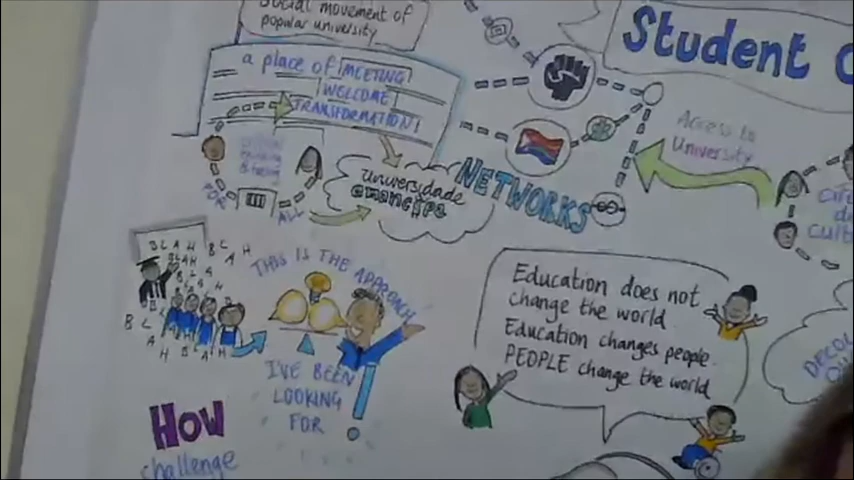 Social movement of
popular university
a place of MEETING
WELCOME
TRANSFORMATION!
FOR
ALL
universidade
emancipa
NETWORKS
Student
Access to
University
BLAH
BLAH
BLAH
BLAH
BLAH
THIS IS THE APPROACH
I'VE BEEN
LOOKING
FOR
HOW
challenge
Education does not
change the world.
Education changes people.
PEOPLE change the world